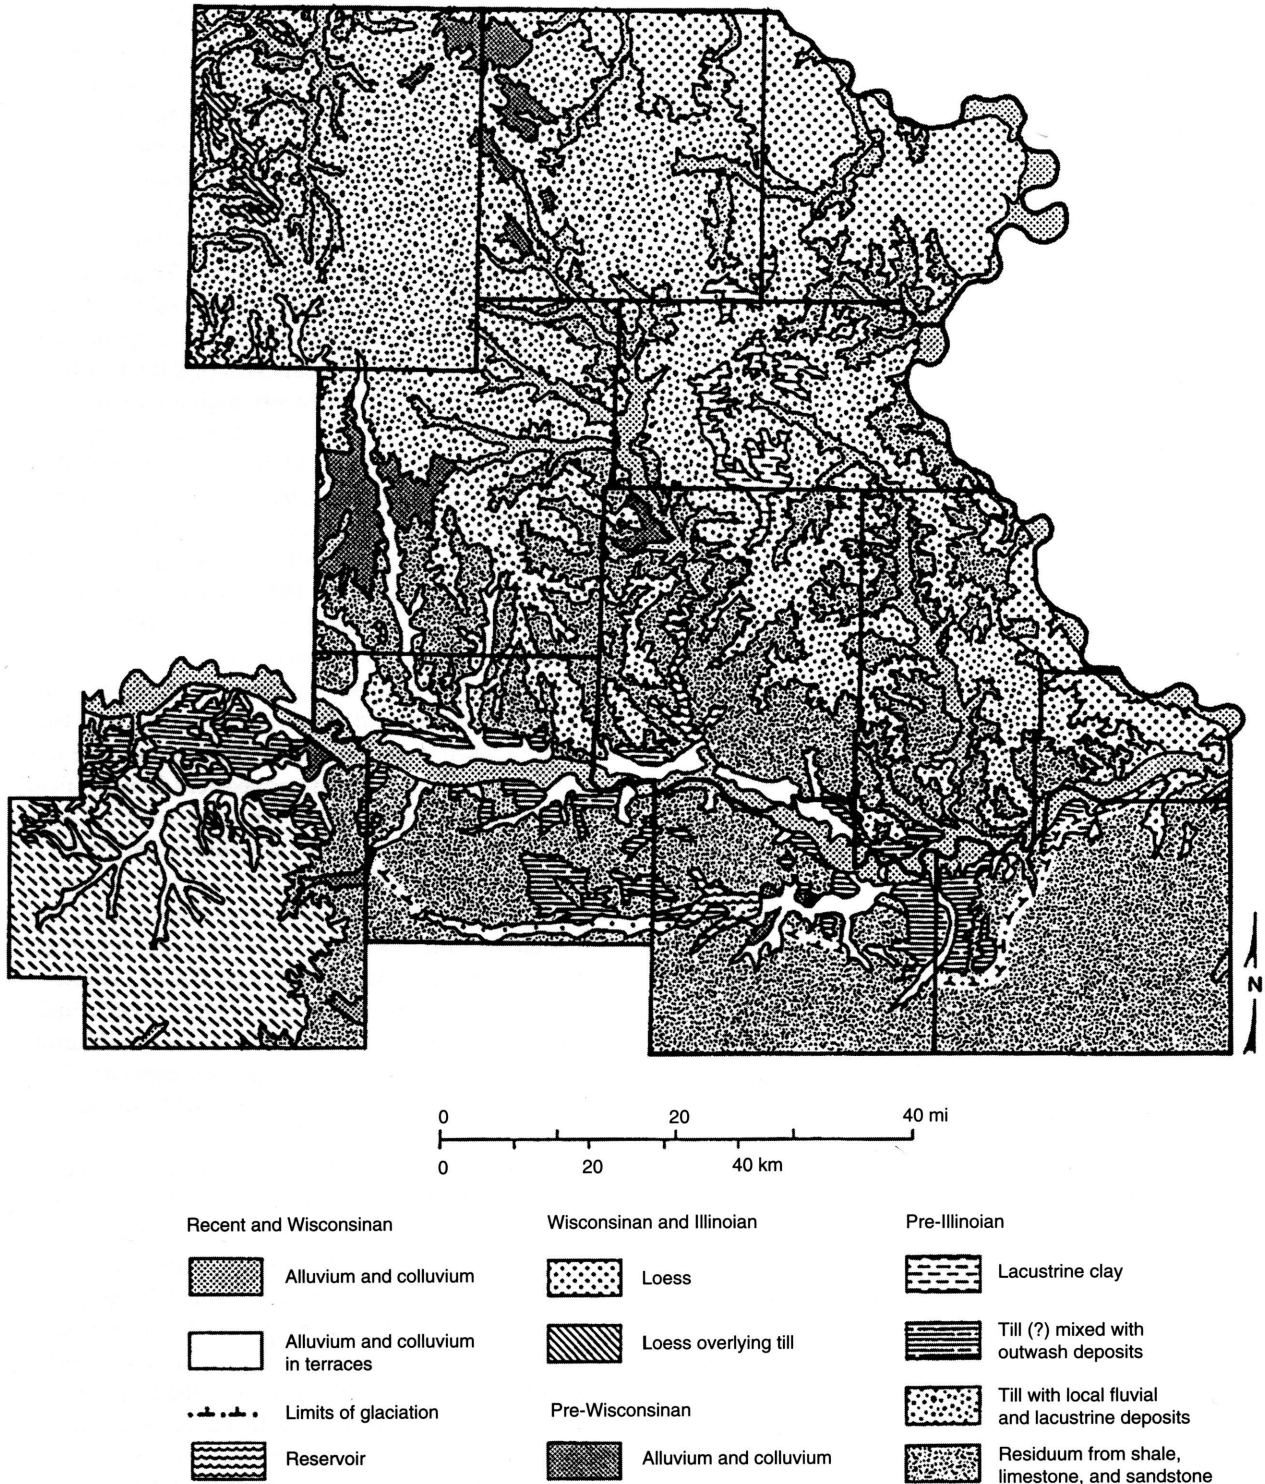 N
0 20 40 mi
0 20 40 km
Recent and Wisconsinan
Alluvium and colluvium
Alluvium and colluvium
in terraces
Limits of glaciation
Reservoir
Wisconsinan and Illinoian
Loess
Loess overlying till
Pre-Wisconsinan
Alluvium and colluvium
Pre-Illinoian
Lacustrine clay
Till (?) mixed with
outwash deposits
Till with local fluvial
and lacustrine deposits
Residuum from shale,
limestone, and sandstone